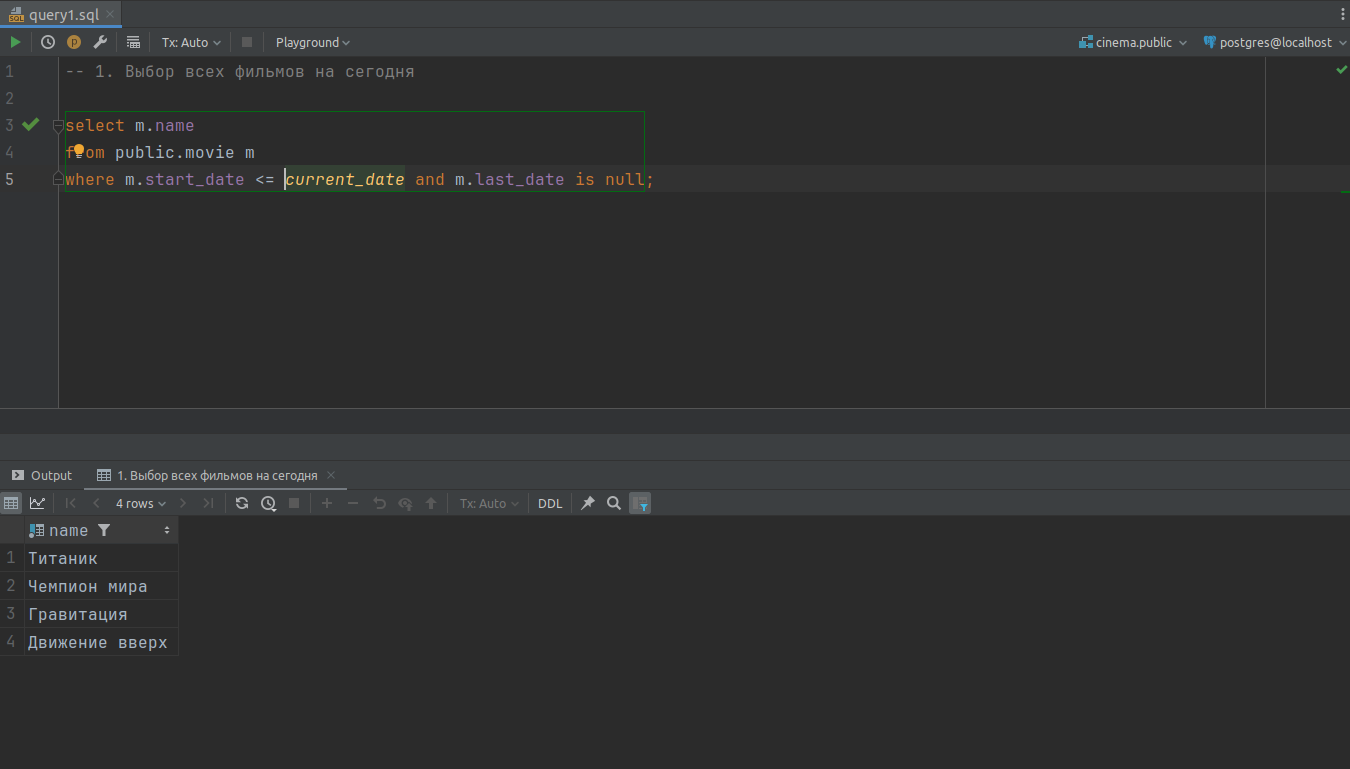 query1.sql
Tx: Auto Playground cinema.public postgres@localhost
1 -- 1. Выбор всех фильмов на сегодня
2
3 select m.name
4 from public.movie m
5 where m.start_date <= current_date and m.last_date is null;
Output 1. Выбор всех фильмов на сегодня
4 rows Tx: Auto DDL
name
1 Титаник
2 Чемпион мира
3 Гравитация
4 Движение вверх